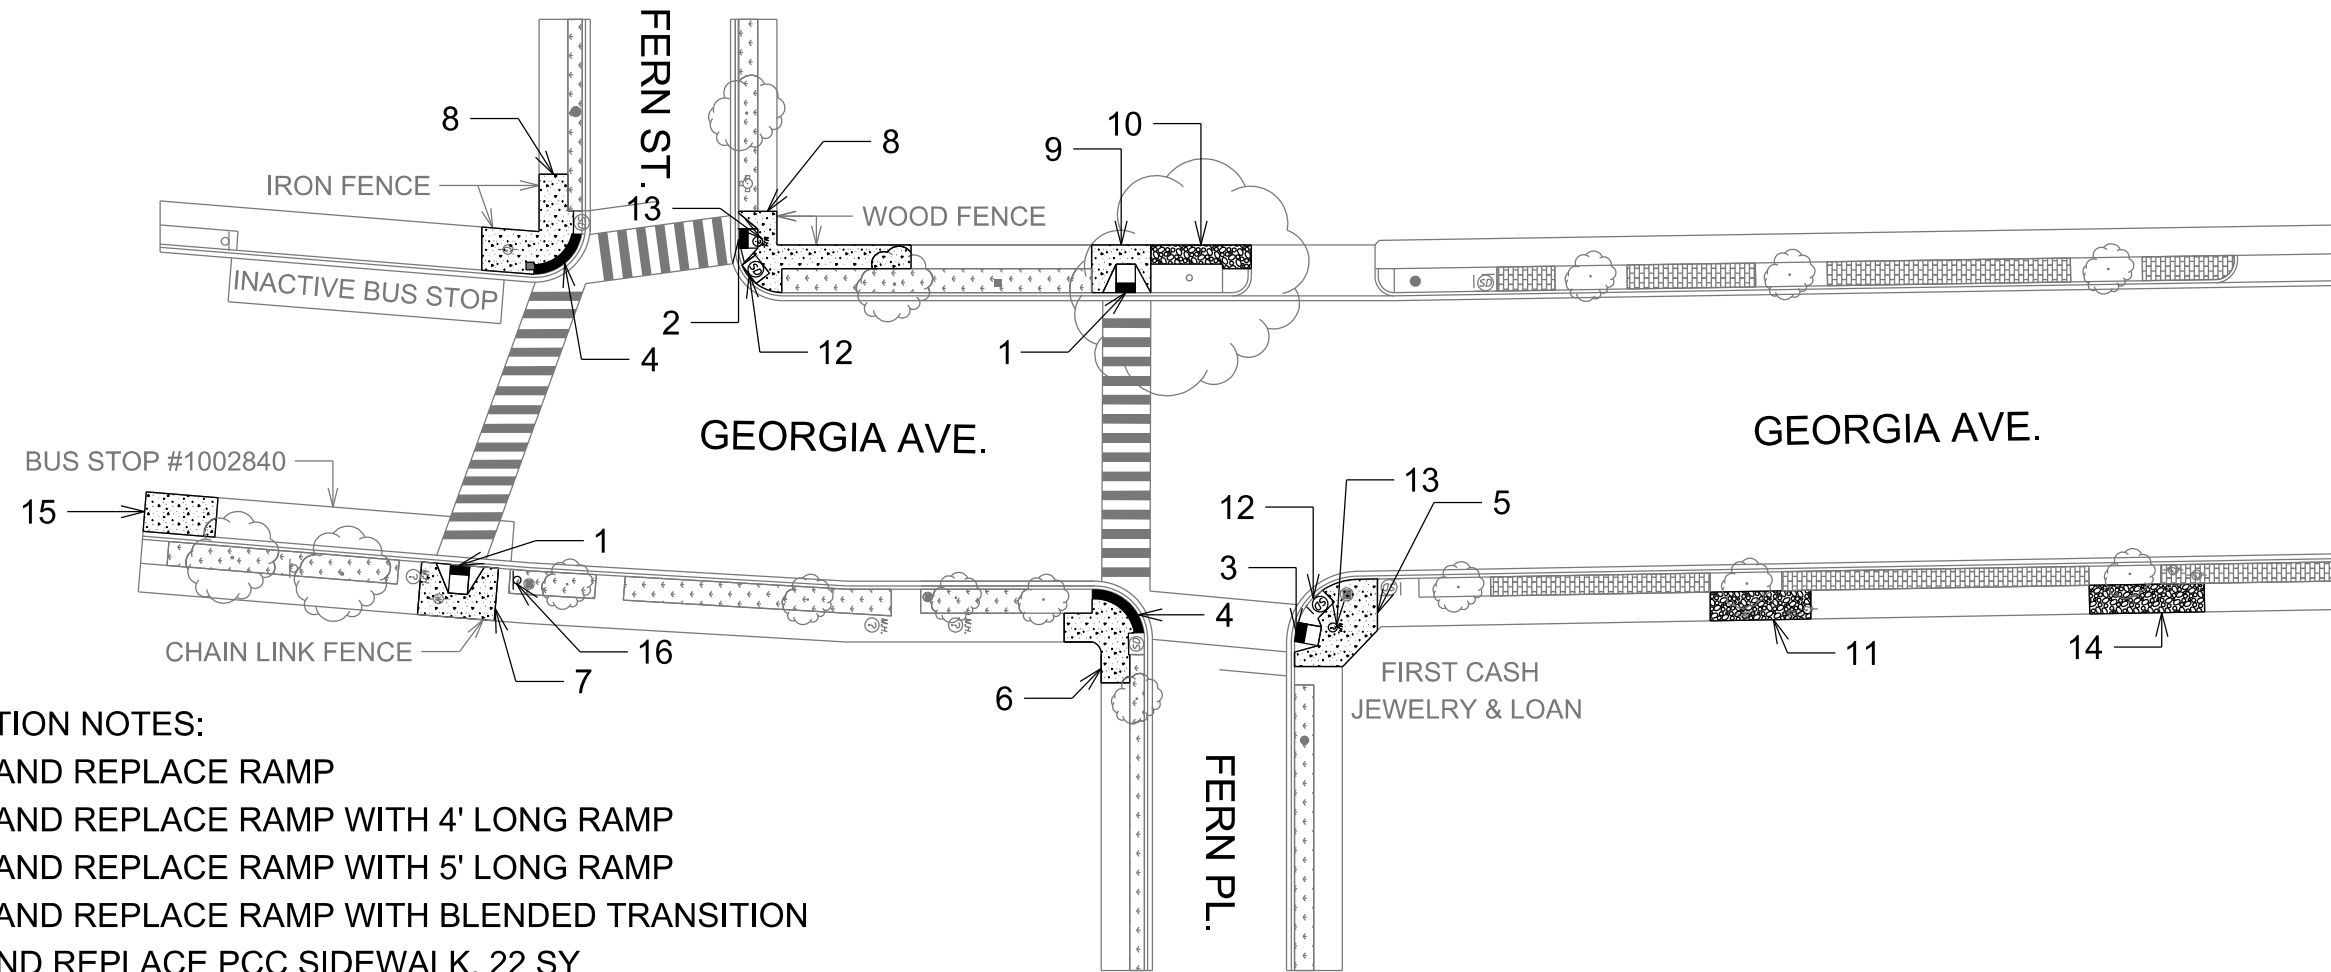 FERN ST.
8
10
8
9
IRON FENCE
13
WOOD FENCE
INACTIVE BUS STOP
2
12
1
4
GEORGIA AVE.
GEORGIA AVE.
BUS STOP #1002840
15
13
12
5
1
3
4
CHAIN LINK FENCE
16
7
6
11
14
FIRST CASH
JEWELRY & LOAN
FERN PL.
TION NOTES:
AND REPLACE RAMP
AND REPLACE RAMP WITH 4' LONG RAMP
AND REPLACE RAMP WITH 5' LONG RAMP
AND REPLACE RAMP WITH BLENDED TRANSITION
ND REPLACE PCC SIDEWALK, 22 SY